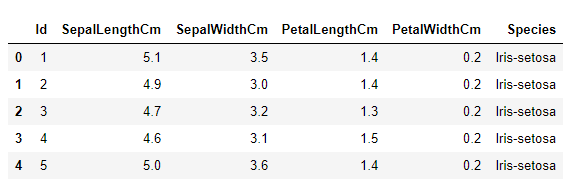 Id SepalLengthCm SepalWidthCm PetalLengthCm PetalWidthCm Species
0 1 5.1 3.5 1.4 0.2 Iris-setosa
1 2 4.9 3.0 1.4 0.2 Iris-setosa
2 3 4.7 3.2 1.3 0.2 Iris-setosa
3 4 4.6 3.1 1.5 0.2 Iris-setosa
4 5 5.0 3.6 1.4 0.2 Iris-setosa